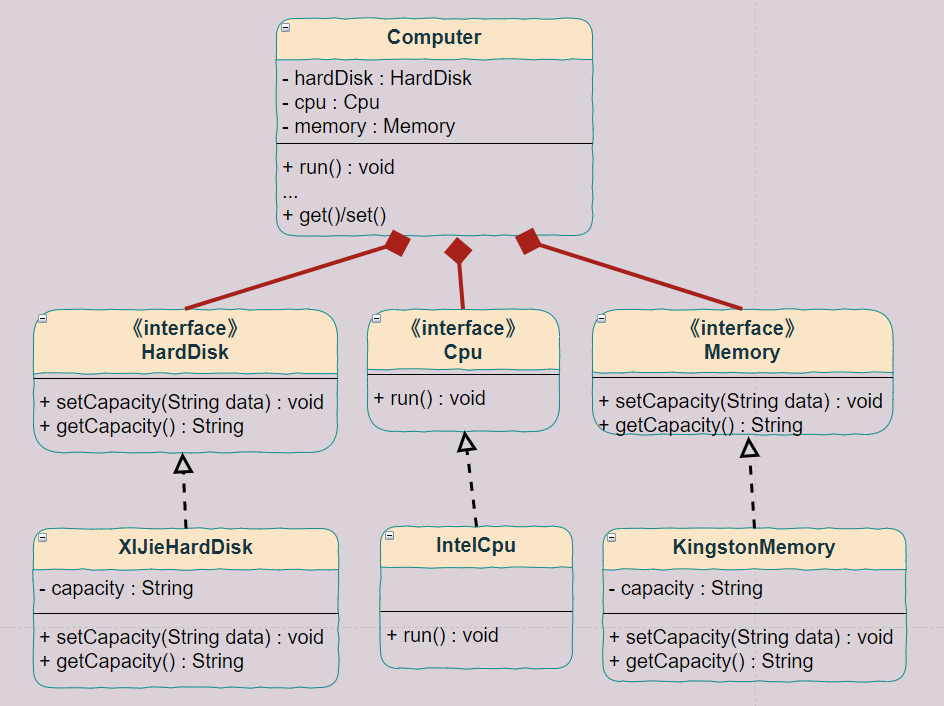 Computer
- hardDisk : HardDisk
- cpu : Cpu
- memory : Memory
+ run() : void
...
+ get()/set()
《interface》
HardDisk
+ setCapacity(String data) : void
+ getCapacity() : String
《interface》
Cpu
+ run() : void
《interface》
Memory
+ setCapacity(String data) : void
+ getCapacity() : String
XIJieHardDisk
- capacity : String
+ setCapacity(String data) : void
+ getCapacity() : String
IntelCpu
+ run() : void
KingstonMemory
- capacity : String
+ setCapacity(String data) : void
+ getCapacity() : String